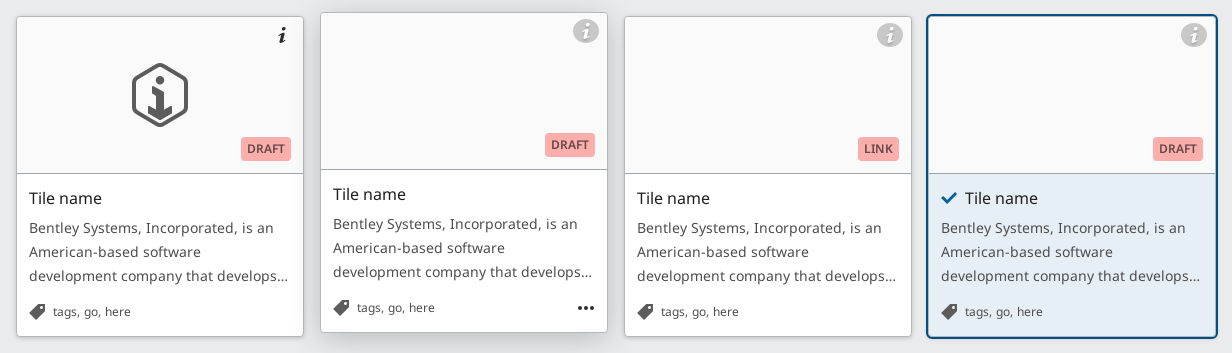 DRAFT
Tile name
Bentley Systems, Incorporated, is an
American-based software
development company that develops...
tags, go, here
DRAFT
Tile name
Bentley Systems, Incorporated, is an
American-based software
development company that develops...
tags, go, here
LINK
Tile name
Bentley Systems, Incorporated, is an
American-based software
development company that develops...
tags, go, here
DRAFT
Tile name
Bentley Systems, Incorporated, is an
American-based software
development company that develops...
tags, go, here